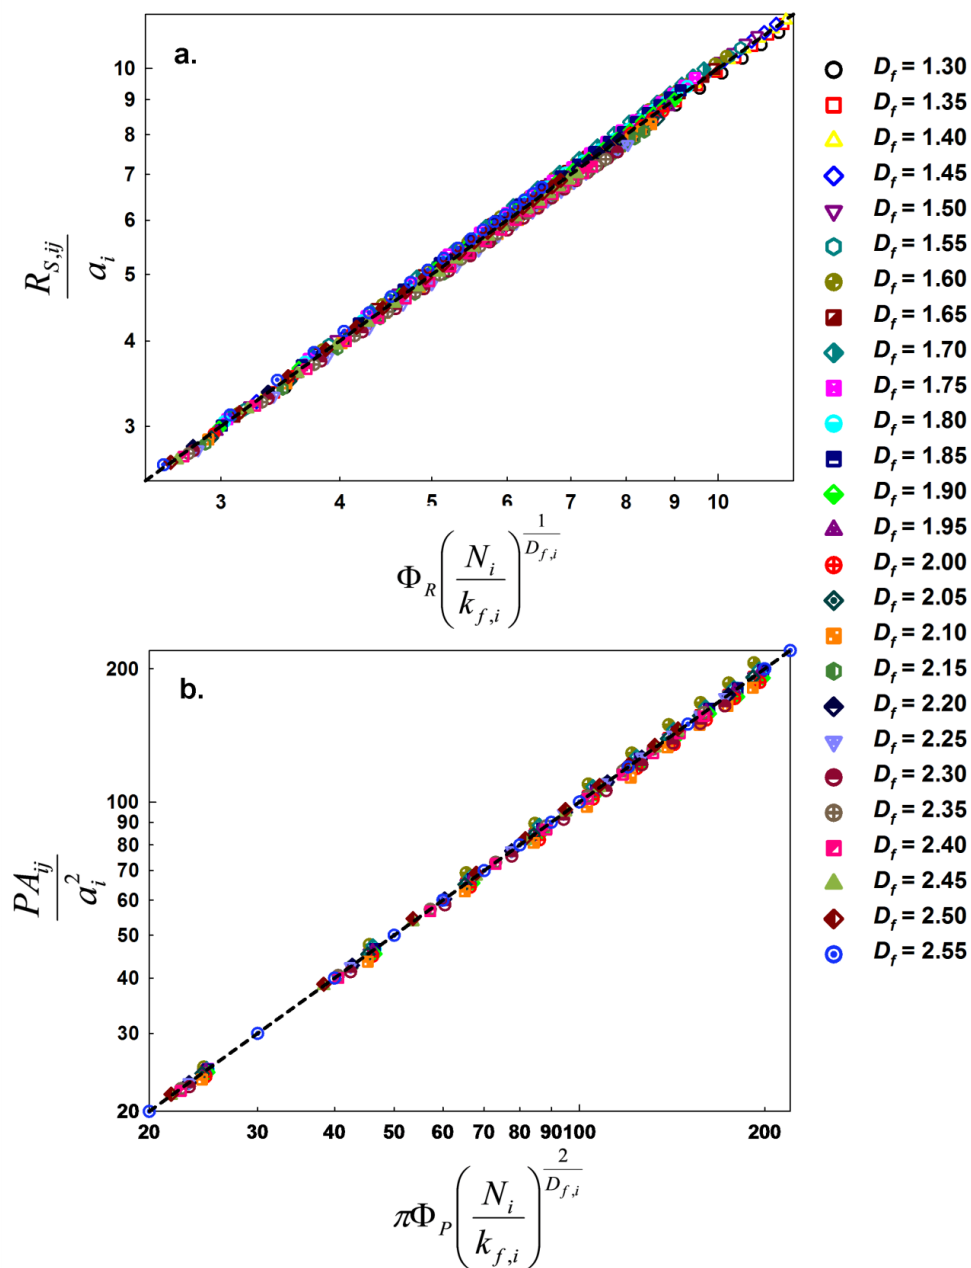 a.
10
9
8
7
6
5
4
3
R_{S,ij}
a_i
3 4 5 6 7 8 9 10
Φ_R (N_i / k_{f,i})^{1/D_{f,i}}
D_f = 1.30
D_f = 1.35
D_f = 1.40
D_f = 1.45
D_f = 1.50
D_f = 1.55
D_f = 1.60
D_f = 1.65
D_f = 1.70
D_f = 1.75
D_f = 1.80
D_f = 1.85
D_f = 1.90
D_f = 1.95
D_f = 2.00
D_f = 2.05
D_f = 2.10
D_f = 2.15
D_f = 2.20
D_f = 2.25
D_f = 2.30
D_f = 2.35
D_f = 2.40
D_f = 2.45
D_f = 2.50
D_f = 2.55
b.
200
100
90
80
70
60
50
40
30
20
PA_{ij}
a_i^2
20 30 40 50 60 70 80 90 100 200
πΦ_P (N_i / k_{f,i})^{2/D_{f,i}}